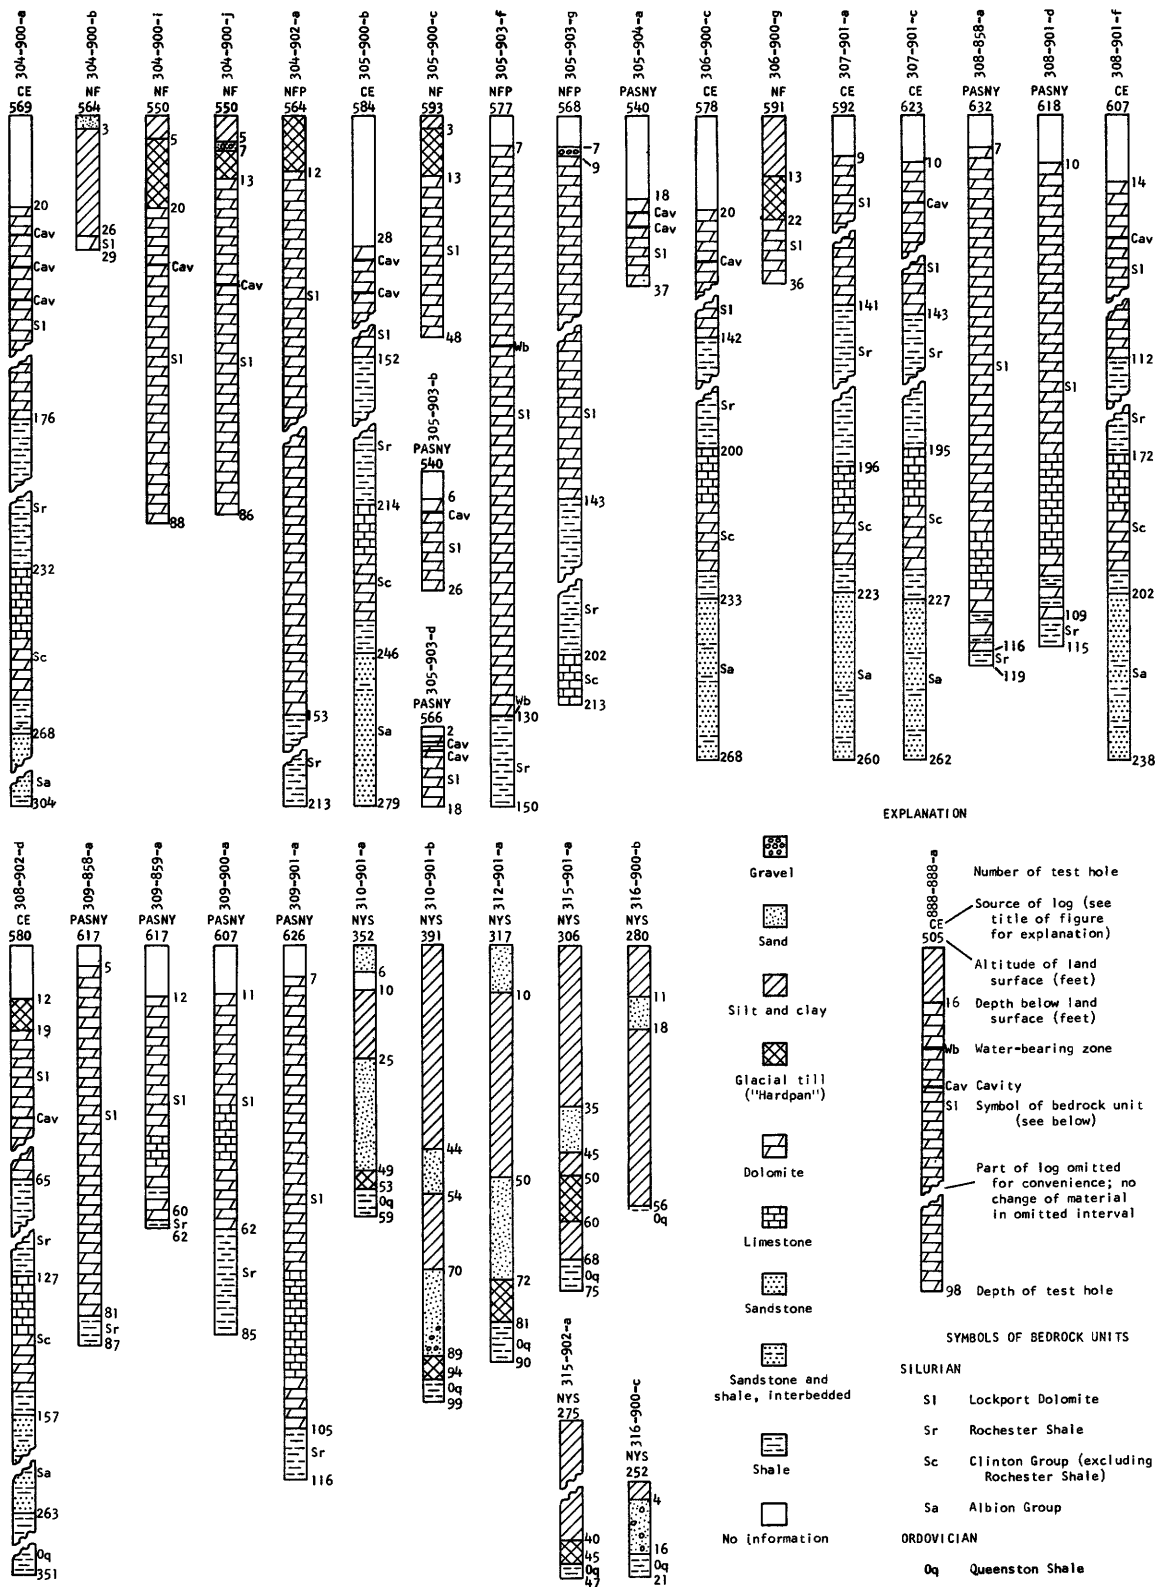 304-900-a
CE
569
20
Cav
Cav
Cav
Sl
176
Sr
232
Sc
268
Sa
304
304-900-b
NF
564
3
26
Sl
29
304-900-i
NF
550
5
20
Cav
Sl
88
304-900-j
NF
550
5
7
13
Cav
Sl
86
304-902-a
NFP
564
12
Sl
153
Sr
213
305-900-b
CE
584
28
Cav
Cav
Sl
152
Sr
214
Sc
246
Sa
279
305-900-c
NF
593
3
13
Sl
48
305-903-b
PASNY
540
6
Cav
Sl
26
305-903-d
PASNY
566
2
Cav
Cav
Sl
18
305-903-f
NFP
577
7
Wb
Sl
Wb
130
Sr
150
305-903-g
NFP
568
7
9
Sl
143
Sr
202
Sc
213
305-904-a
PASNY
540
18
Cav
Cav
Sl
37
306-900-c
CE
578
20
Cav
Sl
142
Sr
200
Sc
233
Sa
268
306-900-g
NF
591
13
22
Sl
36
307-901-a
CE
592
9
Sl
141
Sr
196
Sc
223
Sa
260
307-901-c
CE
623
10
Cav
Sl
143
Sr
195
Sc
227
Sa
262
308-858-a
PASNY
632
7
Sl
116
Sr
119
308-901-d
PASNY
618
10
Sl
109
Sr
115
308-901-f
CE
607
14
Cav
Sl
112
Sr
172
Sc
202
Sa
238
308-902-d
CE
580
12
19
Sl
Cav
65
Sr
127
Sc
157
Sa
263
Oq
351
309-858-a
PASNY
617
5
Sl
81
Sr
87
309-859-a
PASNY
617
12
Sl
60
Sr
62
309-900-a
PASNY
607
11
Sl
62
Sr
85
309-901-a
PASNY
626
7
Sl
105
Sr
116
310-901-a
NYS
352
6
10
25
49
53
Oq
59
310-901-b
NYS
391
44
54
70
89
94
Oq
99
312-901-a
NYS
317
10
50
72
81
Oq
90
315-901-a
NYS
306
35
45
50
60
68
Oq
75
315-902-a
NYS
275
40
45
Oq
47
316-900-b
NYS
280
11
18
56
Oq
316-900-c
NYS
252
4
16
Oq
21
EXPLANATION
Gravel
Sand
Silt and clay
Glacial till
("Hardpan")
Dolomite
Limestone
Sandstone
Sandstone and
shale, interbedded
Shale
No information
888-888-a
CE
505
16
Wb
Cav
Sl
98
Number of test hole
Source of log (see
title of figure
for explanation)
Altitude of land
surface (feet)
Depth below land
surface (feet)
Water-bearing zone
Cavity
Symbol of bedrock unit
(see below)
Part of log omitted
for convenience; no
change of material
in omitted interval
Depth of test hole
SYMBOLS OF BEDROCK UNITS
SILURIAN
Sl Lockport Dolomite
Sr Rochester Shale
Sc Clinton Group (excluding
Rochester Shale)
Sa Albion Group
ORDOVICIAN
Oq Queenston Shale